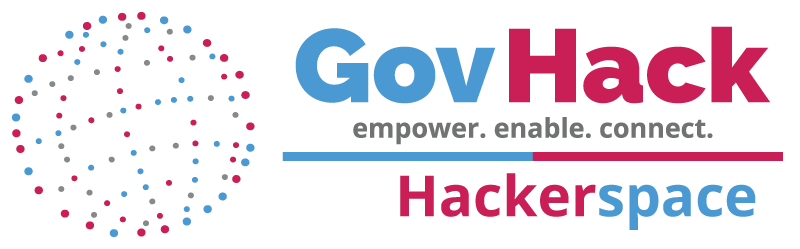 GovHack
empower. enable. connect.
Hackerspace